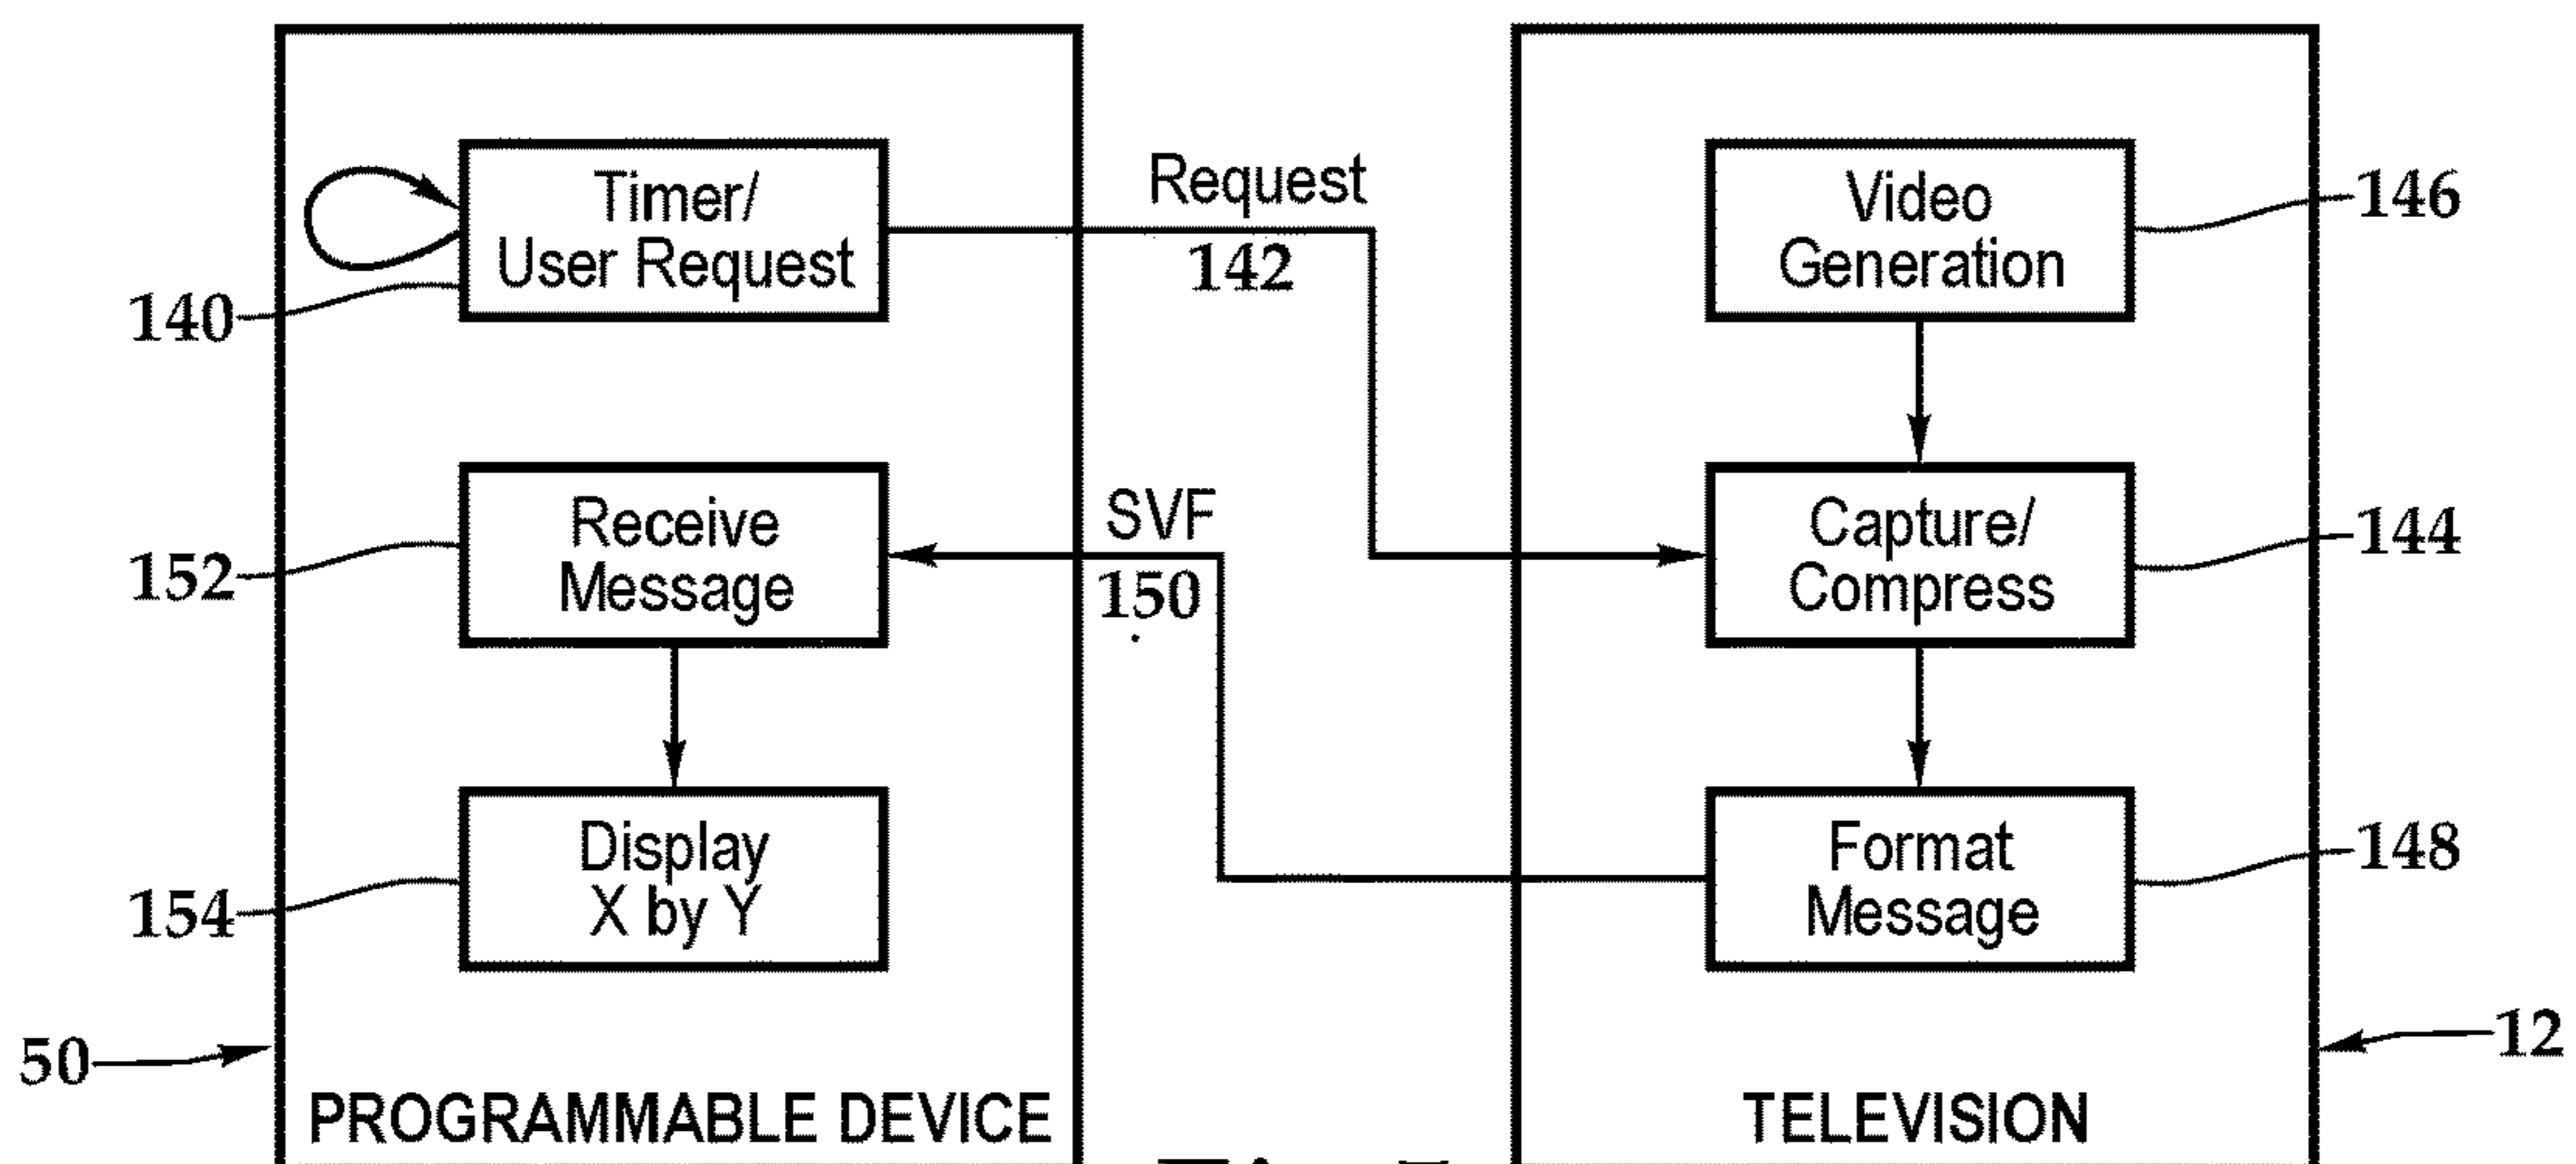 Timer/
User Request
140
Request
142
Video
Generation
146
Receive
Message
152
SVF
150
Capture/
Compress
144
Display
X by Y
154
Format
Message
148
50
12
PROGRAMMABLE DEVICE
TELEVISION